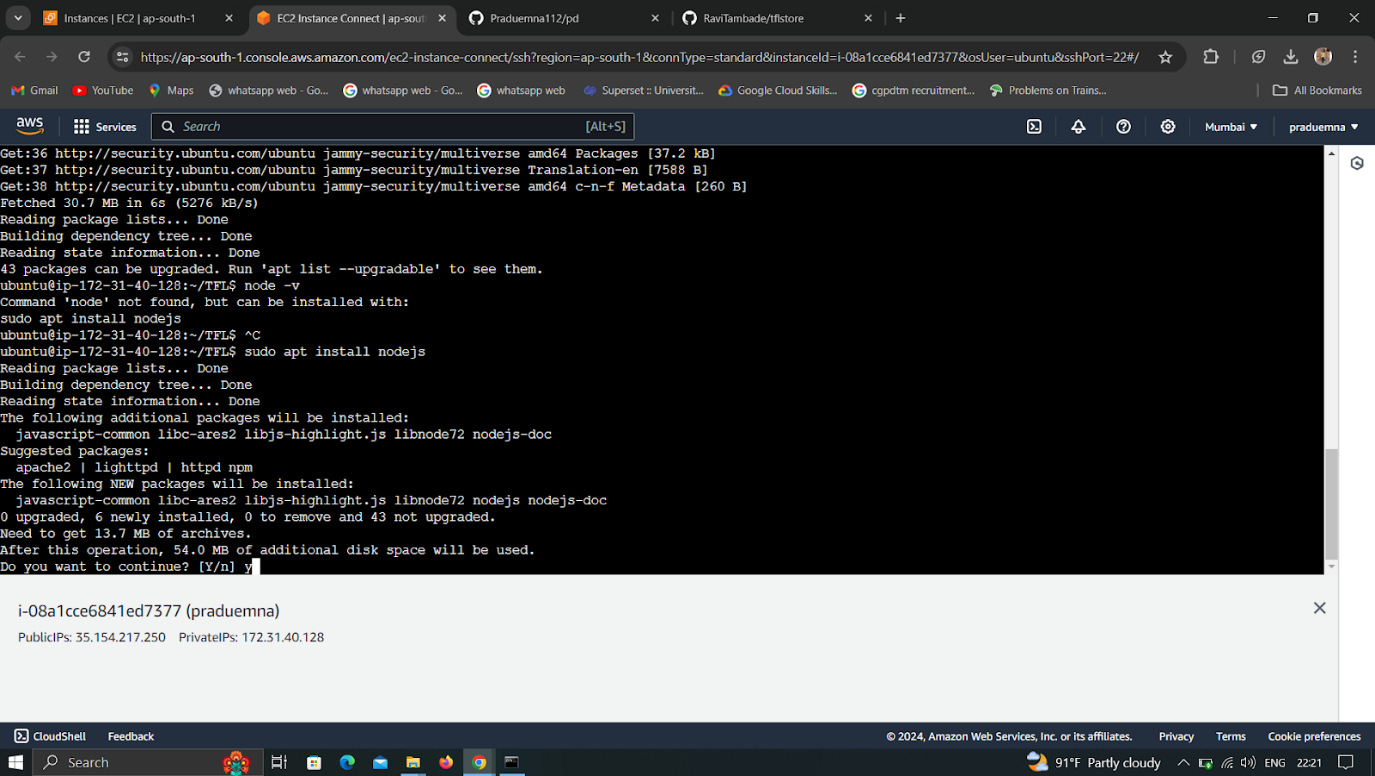 Instances | EC2 | ap-south-1
EC2 Instance Connect | ap-sou
Praduemna112/pd
RaviTambade/tflstore
https://ap-south-1.console.aws.amazon.com/ec2-instance-connect/ssh?region=ap-south-1&connType=standard&instanceId=i-08a1cce6841ed7377&osUser=ubuntu&sshPort=22#/
Gmail YouTube Maps whatsapp web - Go... whatsapp web - Go... whatsapp web Superset :: Universit... Google Cloud Skills... cgpdtm recruitment... Problems on Trains... All Bookmarks
aws Services Search [Alt+S] Mumbai praduemna
Get:36 http://security.ubuntu.com/ubuntu jammy-security/multiverse amd64 Packages [37.2 kB]
Get:37 http://security.ubuntu.com/ubuntu jammy-security/multiverse Translation-en [7588 B]
Get:38 http://security.ubuntu.com/ubuntu jammy-security/multiverse amd64 c-n-f Metadata [260 B]
Fetched 30.7 MB in 6s (5276 kB/s)
Reading package lists... Done
Building dependency tree... Done
Reading state information... Done
43 packages can be upgraded. Run 'apt list --upgradable' to see them.
ubuntu@ip-172-31-40-128:~/TFL$ node -v
Command 'node' not found, but can be installed with:
sudo apt install nodejs
ubuntu@ip-172-31-40-128:~/TFL$ ^C
ubuntu@ip-172-31-40-128:~/TFL$ sudo apt install nodejs
Reading package lists... Done
Building dependency tree... Done
Reading state information... Done
The following additional packages will be installed:
javascript-common libc-ares2 libjs-highlight.js libnode72 nodejs-doc
Suggested packages:
apache2 | lighttpd | httpd npm
The following NEW packages will be installed:
javascript-common libc-ares2 libjs-highlight.js libnode72 nodejs nodejs-doc
0 upgraded, 6 newly installed, 0 to remove and 43 not upgraded.
Need to get 13.7 MB of archives.
After this operation, 54.0 MB of additional disk space will be used.
Do you want to continue? [Y/n] y
i-08a1cce6841ed7377 (praduemna)
PublicIPs: 35.154.217.250 PrivateIPs: 172.31.40.128
CloudShell Feedback © 2024, Amazon Web Services, Inc. or its affiliates. Privacy Terms Cookie preferences
Search 91°F Partly cloudy ENG 22:21